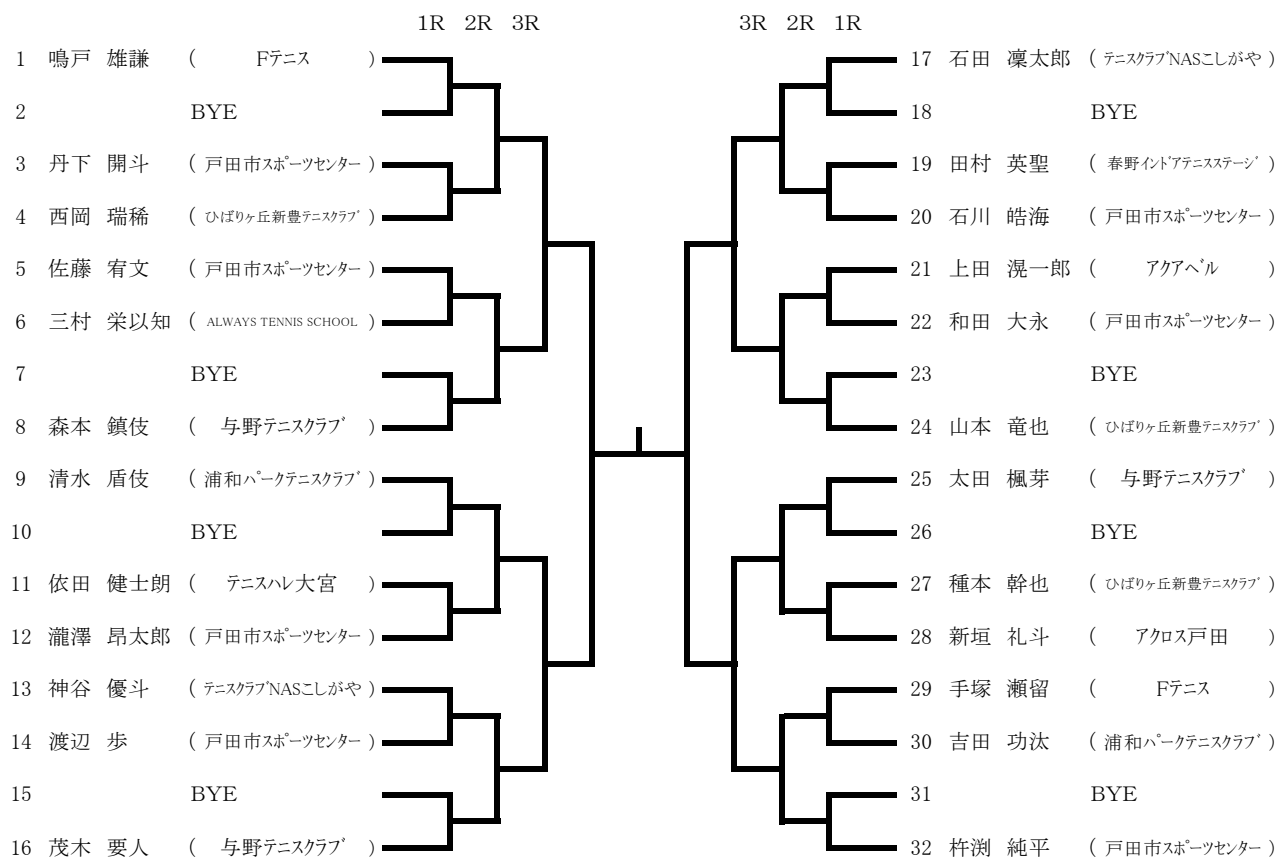 1R 2R 3R
1 鳴戸 雄謙 ( Fテニス )
2 BYE
3 丹下 開斗 ( 戸田市スポーツセンター )
4 西岡 瑞稀 ( ひばりヶ丘新豊テニスクラブ )
5 佐藤 宥文 ( 戸田市スポーツセンター )
6 三村 栄以知 ( ALWAYS TENNIS SCHOOL )
7 BYE
8 森本 鎮伎 ( 与野テニスクラブ )
9 清水 盾伎 ( 浦和パークテニスクラブ )
10 BYE
11 依田 健士朗 ( テニスハレ大宮 )
12 瀧澤 昂太郎 ( 戸田市スポーツセンター )
13 神谷 優斗 ( テニスクラブNASこしがや )
14 渡辺 歩 ( 戸田市スポーツセンター )
15 BYE
16 茂木 要人 ( 与野テニスクラブ )
3R 2R 1R
17 石田 凜太郎 ( テニスクラブNASこしがや )
18 BYE
19 田村 英聖 ( 春野インドアテニスステージ )
20 石川 皓海 ( 戸田市スポーツセンター )
21 上田 滉一郎 ( アクアベル )
22 和田 大永 ( 戸田市スポーツセンター )
23 BYE
24 山本 竜也 ( ひばりヶ丘新豊テニスクラブ )
25 太田 楓芽 ( 与野テニスクラブ )
26 BYE
27 種本 幹也 ( ひばりヶ丘新豊テニスクラブ )
28 新垣 礼斗 ( アクロス戸田 )
29 手塚 瀬留 ( Fテニス )
30 吉田 功汰 ( 浦和パークテニスクラブ )
31 BYE
32 杵渕 純平 ( 戸田市スポーツセンター )